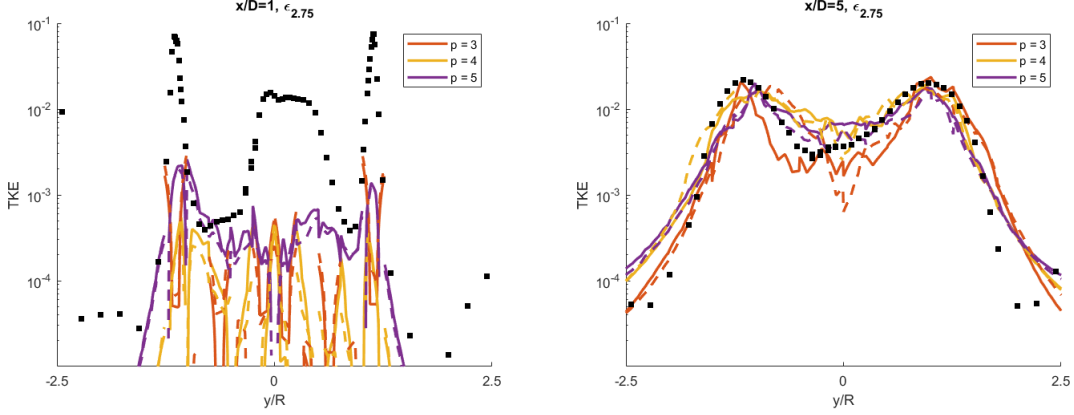 x/D=1, ϵ2.75
10-1
10-2
10-3
10-4
TKE
-2.5
0
2.5
y/R
p = 3
p = 4
p = 5
x/D=5, ϵ2.75
10-1
10-2
10-3
10-4
TKE
-2.5
0
2.5
y/R
p = 3
p = 4
p = 5